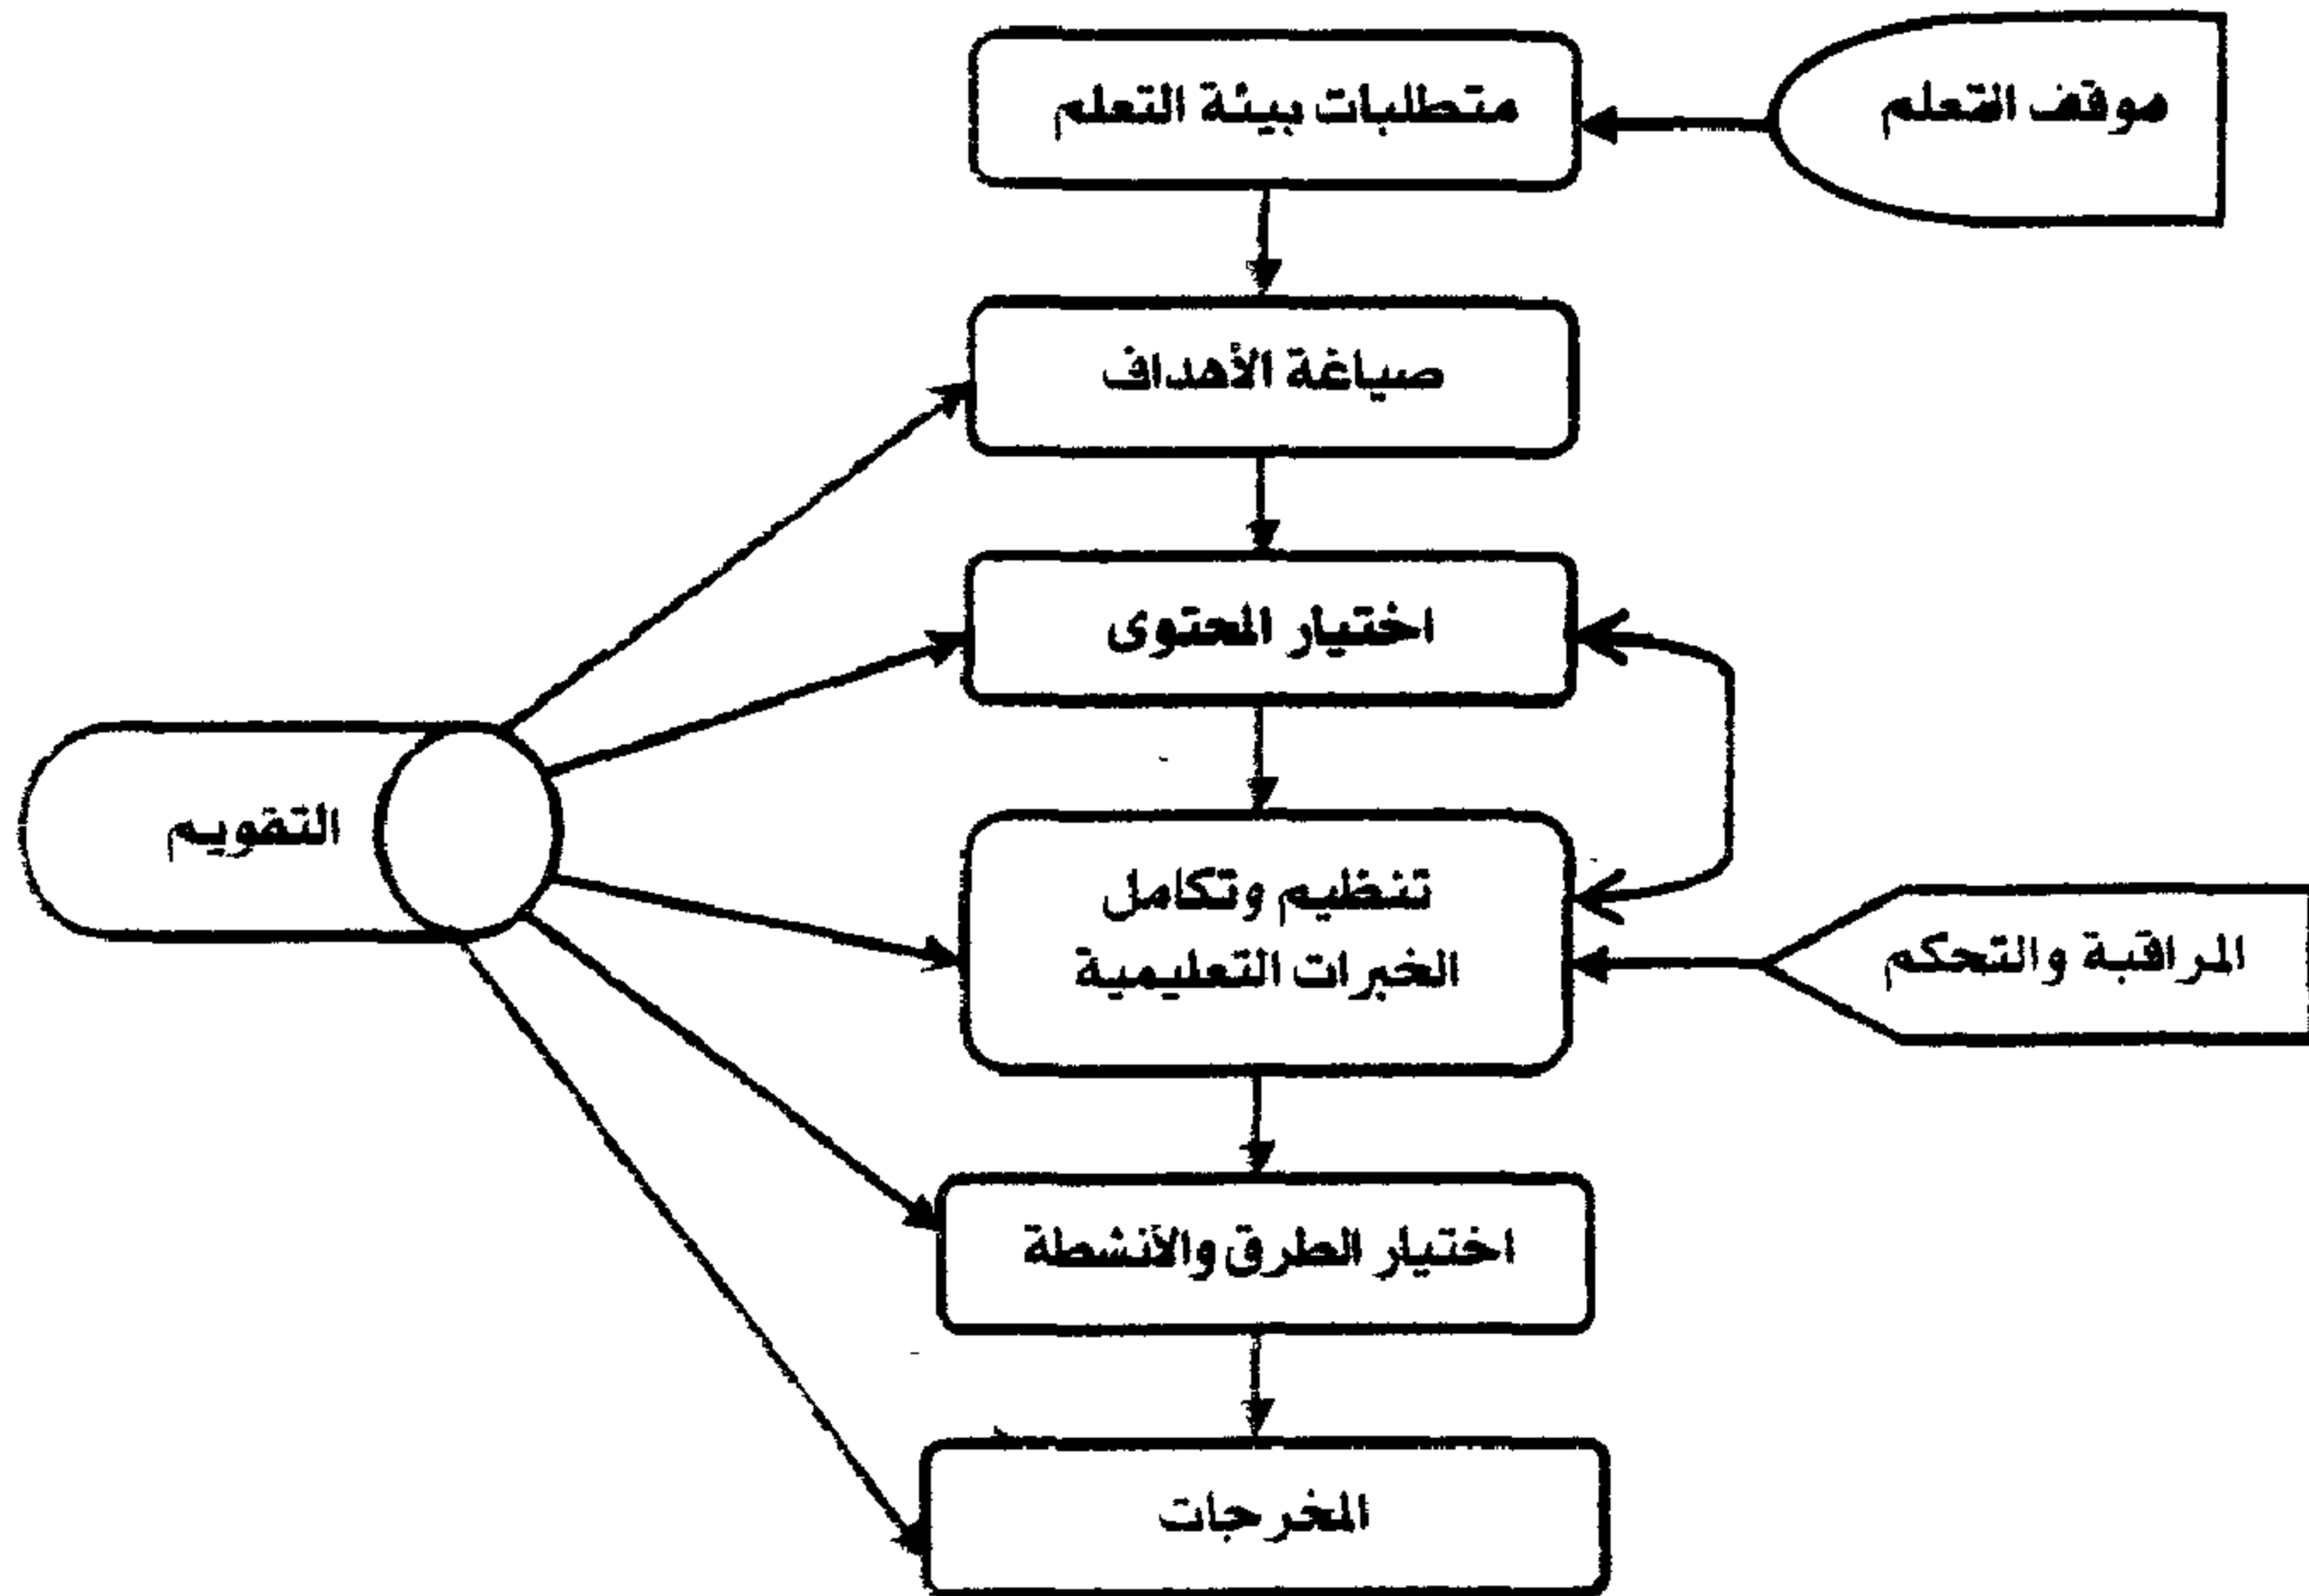 موقف التعلم
متطلبات بيئة التعلم
صياغة الأهداف
اختيار المحتوى
التقويم
تنظيم وتكامل
الخبرات التعليمية
المراقبة والتحكم
اختيار الطرق والأنشطة
المخرجات